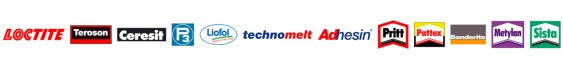 LOCTITE Teroson Ceresit P3 Liofol technomelt Adhesin Pritt Pattex Bonderite Metylan Sista